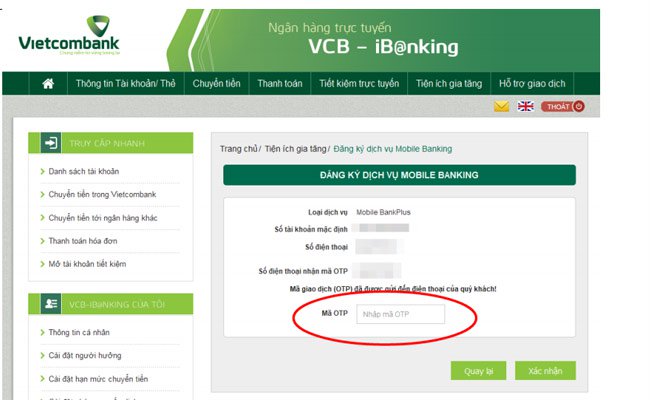 Vietcombank
Chung niềm tin vững tương lai
Ngân hàng trực tuyến
VCB – iB@nking
Thông tin Tài khoản/ Thẻ
Chuyển tiền
Thanh toán
Tiết kiệm trực tuyến
Tiện ích gia tăng
Hỗ trợ giao dịch
THOÁT
TRUY CẬP NHANH
Danh sách tài khoản
Chuyển tiền trong Vietcombank
Chuyển tiền tới ngân hàng khác
Thanh toán hóa đơn
Mở tài khoản tiết kiệm
VCB-IB@NKING CỦA TÔI
Thông tin cá nhân
Cài đặt người hưởng
Cài đặt hạn mức chuyển tiền
Trang chủ/ Tiện ích gia tăng/ Đăng ký dịch vụ Mobile Banking
ĐĂNG KÝ DỊCH VỤ MOBILE BANKING
Loại dịch vụ Mobile BankPlus
Số tài khoản mặc định
Số điện thoại
Số điện thoại nhận mã OTP
Mã giao dịch (OTP) đã được gửi đến điện thoại của quý khách!
Mã OTP Nhập mã OTP
Quay lại
Xác nhận